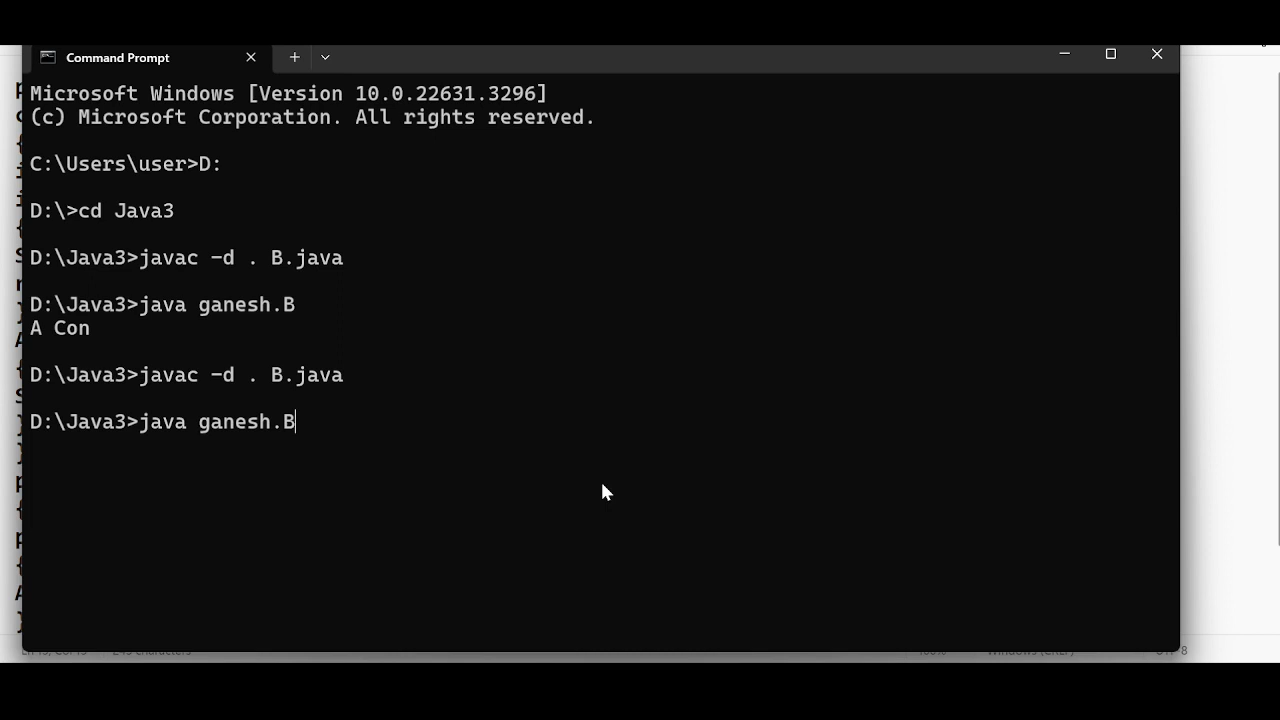 Command Prompt
Microsoft Windows [Version 10.0.22631.3296]
(c) Microsoft Corporation. All rights reserved.
C:\Users\user>D:
D:\>cd Java3
D:\Java3>javac -d . B.java
D:\Java3>java ganesh.B
A Con
D:\Java3>javac -d . B.java
D:\Java3>java ganesh.B